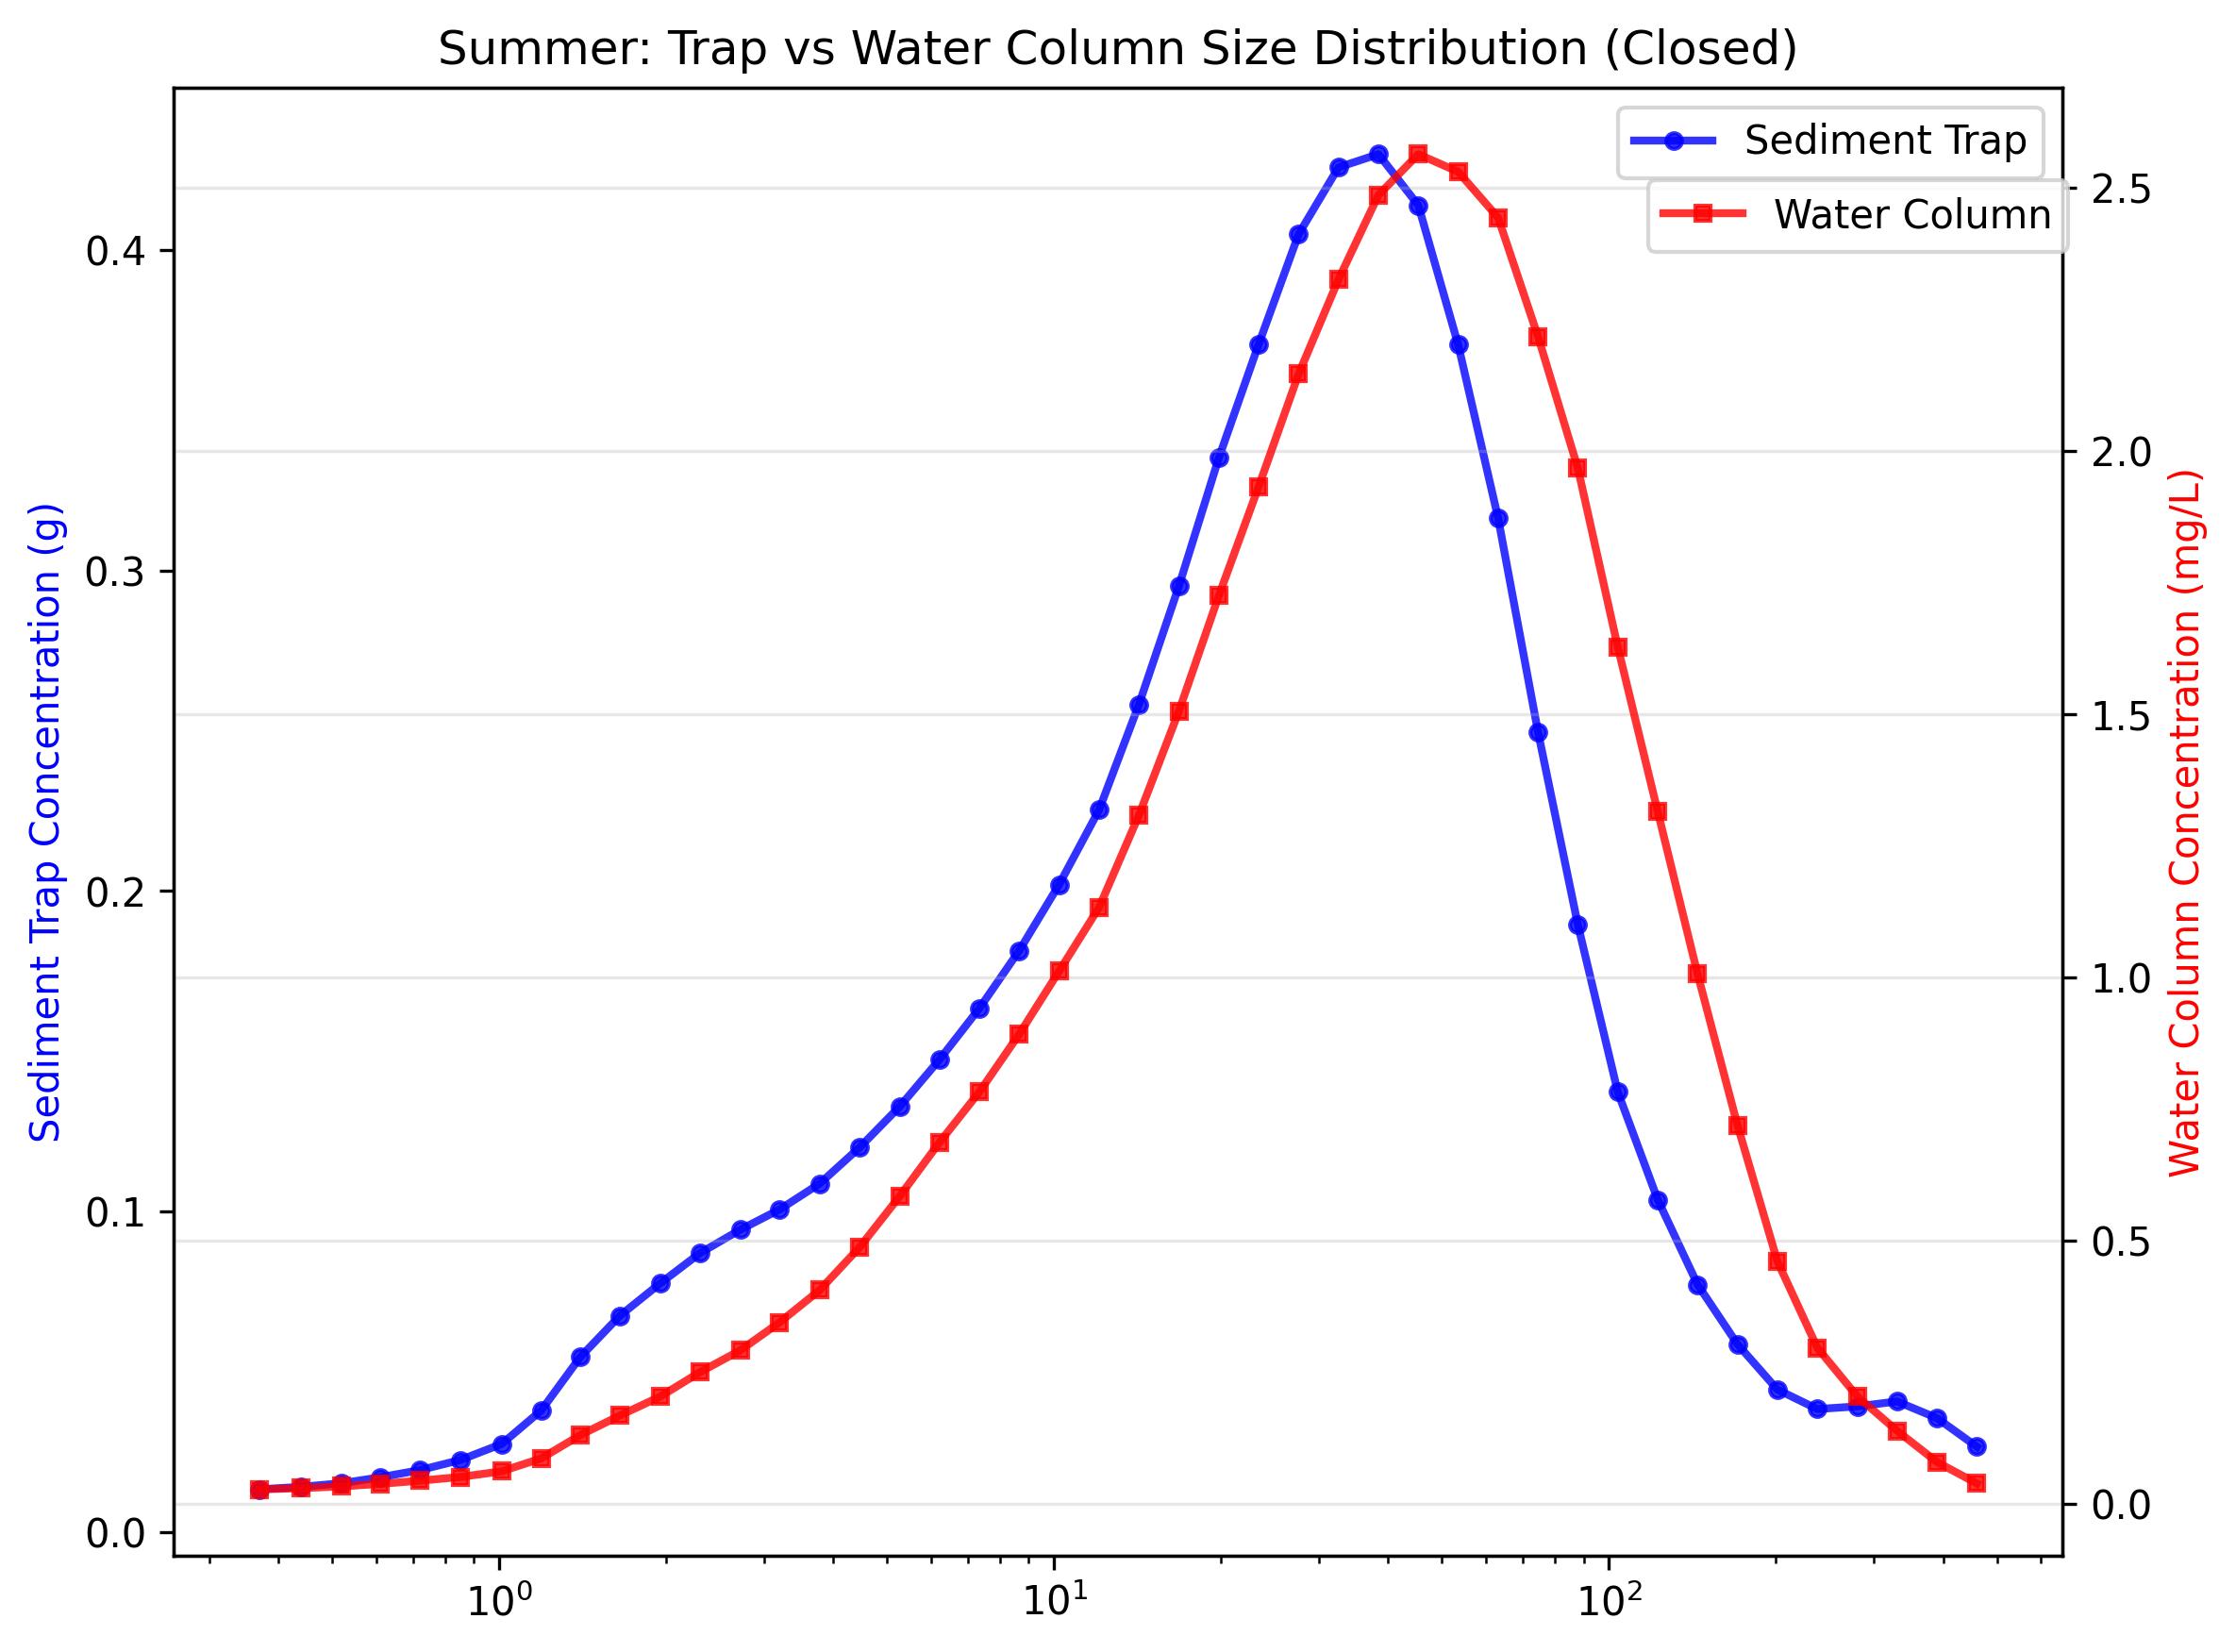 Summer: Trap vs Water Column Size Distribution (Closed)
Sediment Trap
Water Column
Sediment Trap Concentration (g)
0.4
0.3
0.2
0.1
0.0
2.5
2.0
1.5
1.0
0.5
0.0
Water Column Concentration (mg/L)
10⁰
10¹
10²